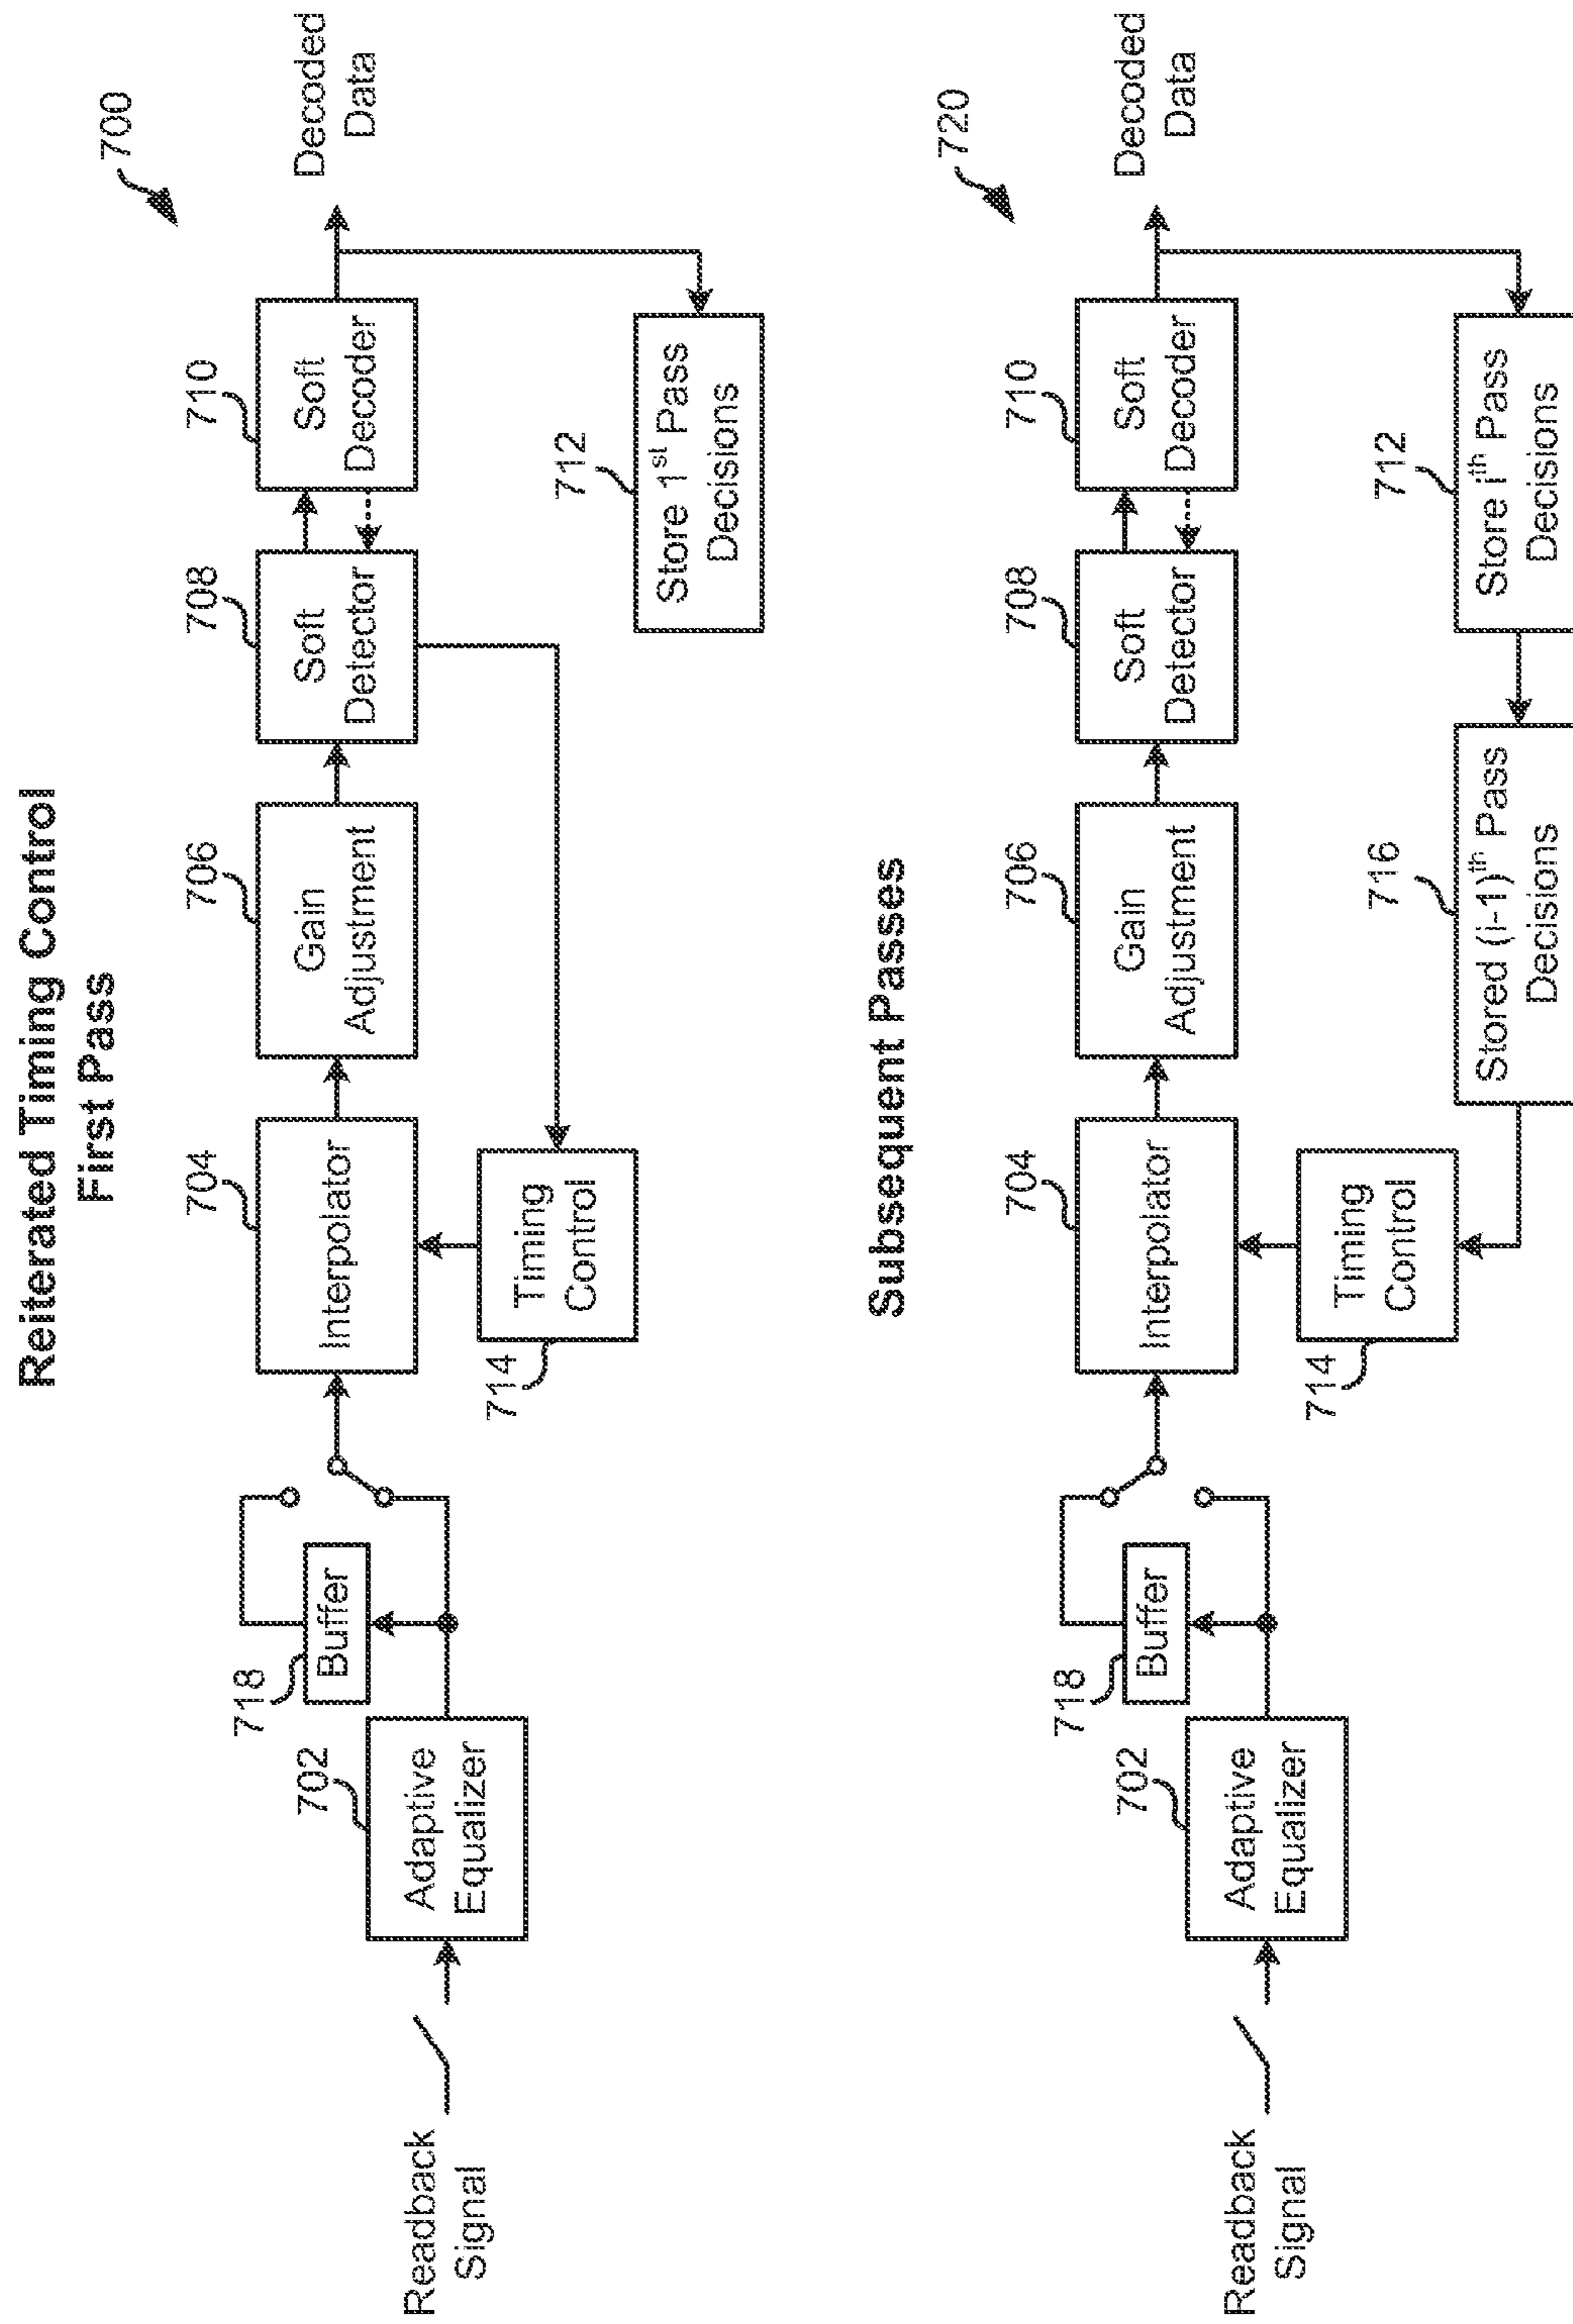 Reiterated Timing Control
First Pass
700
Readback
Signal
702
Adaptive
Equalizer
718
Buffer
704
Interpolator
714
Timing
Control
706
Gain
Adjustment
708
Soft
Detector
710
Soft
Decoder
712
Store 1st Pass
Decisions
Decoded
Data
Subsequent Passes
720
Readback
Signal
702
Adaptive
Equalizer
718
Buffer
704
Interpolator
714
Timing
Control
706
Gain
Adjustment
708
Soft
Detector
710
Soft
Decoder
716
Stored (i-1)th Pass
Decisions
712
Store ith Pass
Decisions
Decoded
Data